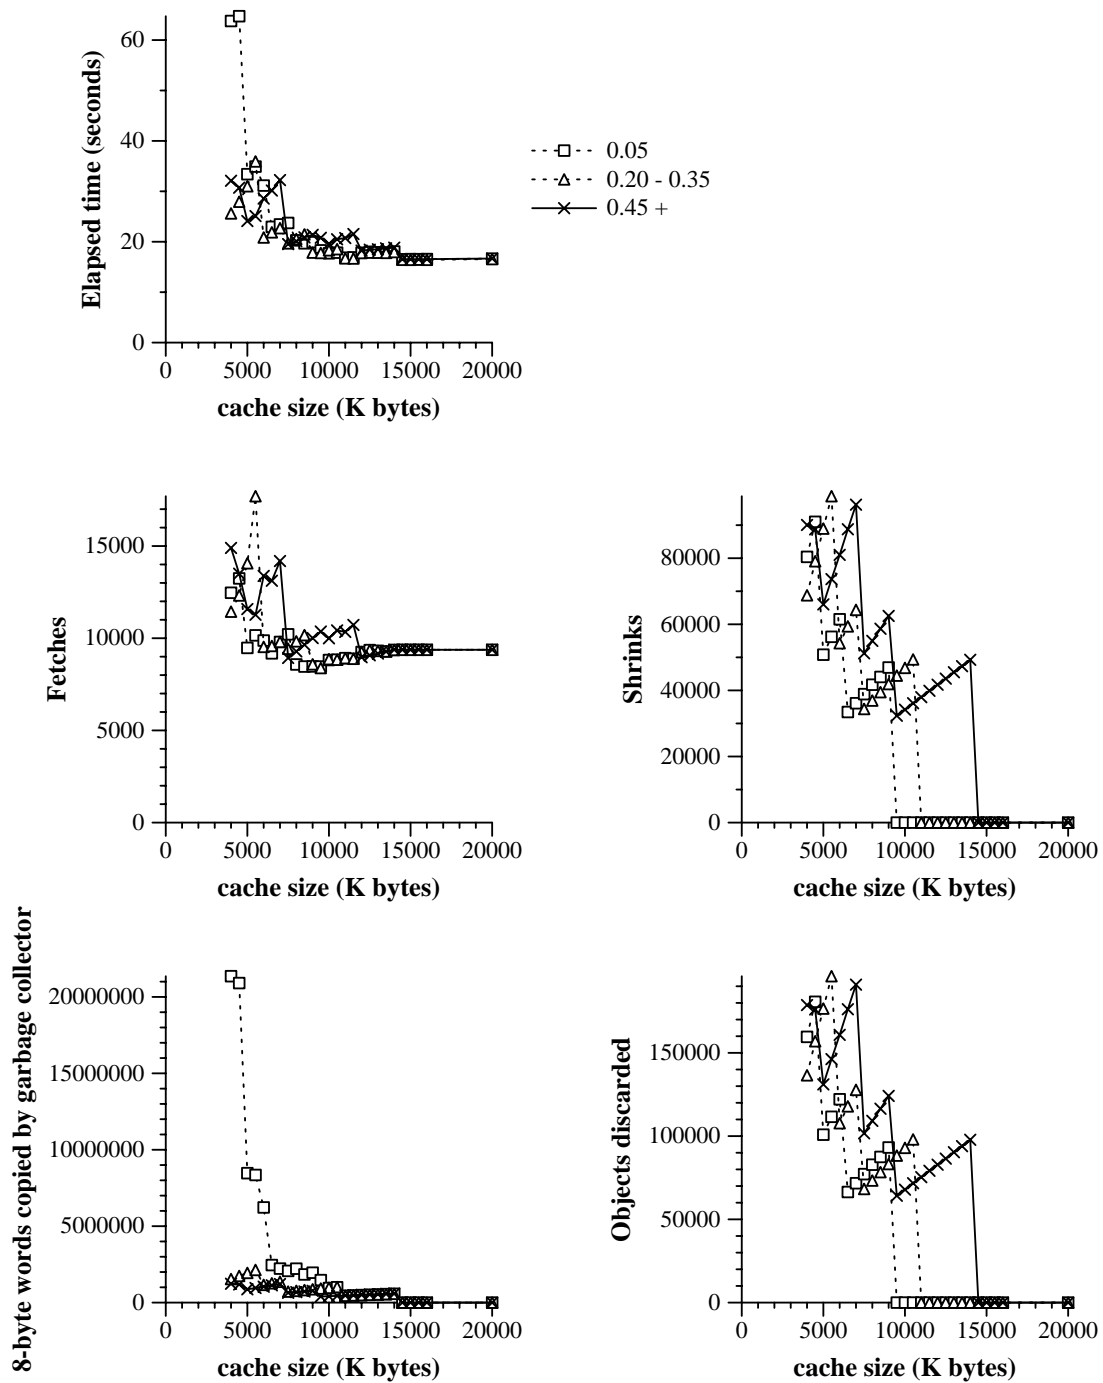 60
40
20
0
Elapsed time (seconds)
0 5000 10000 15000 20000
cache size (K bytes)
0.05
0.20 - 0.35
0.45 +
15000
10000
5000
0
Fetches
0 5000 10000 15000 20000
cache size (K bytes)
80000
60000
40000
20000
0
Shrinks
0 5000 10000 15000 20000
cache size (K bytes)
20000000
15000000
10000000
5000000
0
8-byte words copied by garbage collector
0 5000 10000 15000 20000
cache size (K bytes)
150000
100000
50000
0
Objects discarded
0 5000 10000 15000 20000
cache size (K bytes)